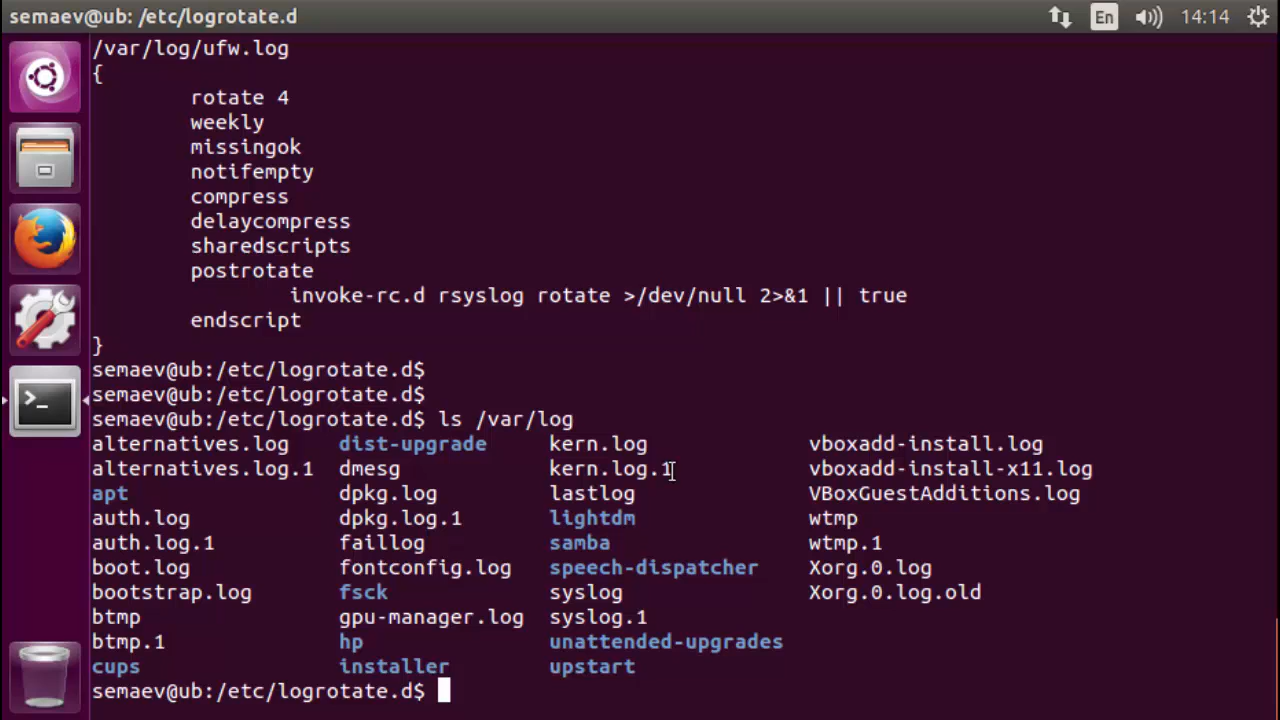 semaev@ub: /etc/logrotate.d En 14:14
/var/log/ufw.log
{
rotate 4
weekly
missingok
notifempty
compress
delaycompress
sharedscripts
postrotate
invoke-rc.d rsyslog rotate >/dev/null 2>&1 || true
endscript
}
semaev@ub:/etc/logrotate.d$
semaev@ub:/etc/logrotate.d$
semaev@ub:/etc/logrotate.d$ ls /var/log
alternatives.log dist-upgrade kern.log vboxadd-install.log
alternatives.log.1 dmesg kern.log.1 vboxadd-install-x11.log
apt dpkg.log lastlog VBoxGuestAdditions.log
auth.log dpkg.log.1 lightdm wtmp
auth.log.1 faillog samba wtmp.1
boot.log fontconfig.log speech-dispatcher Xorg.0.log
bootstrap.log fsck syslog Xorg.0.log.old
btmp gpu-manager.log syslog.1
btmp.1 hp unattended-upgrades
cups installer upstart
semaev@ub:/etc/logrotate.d$